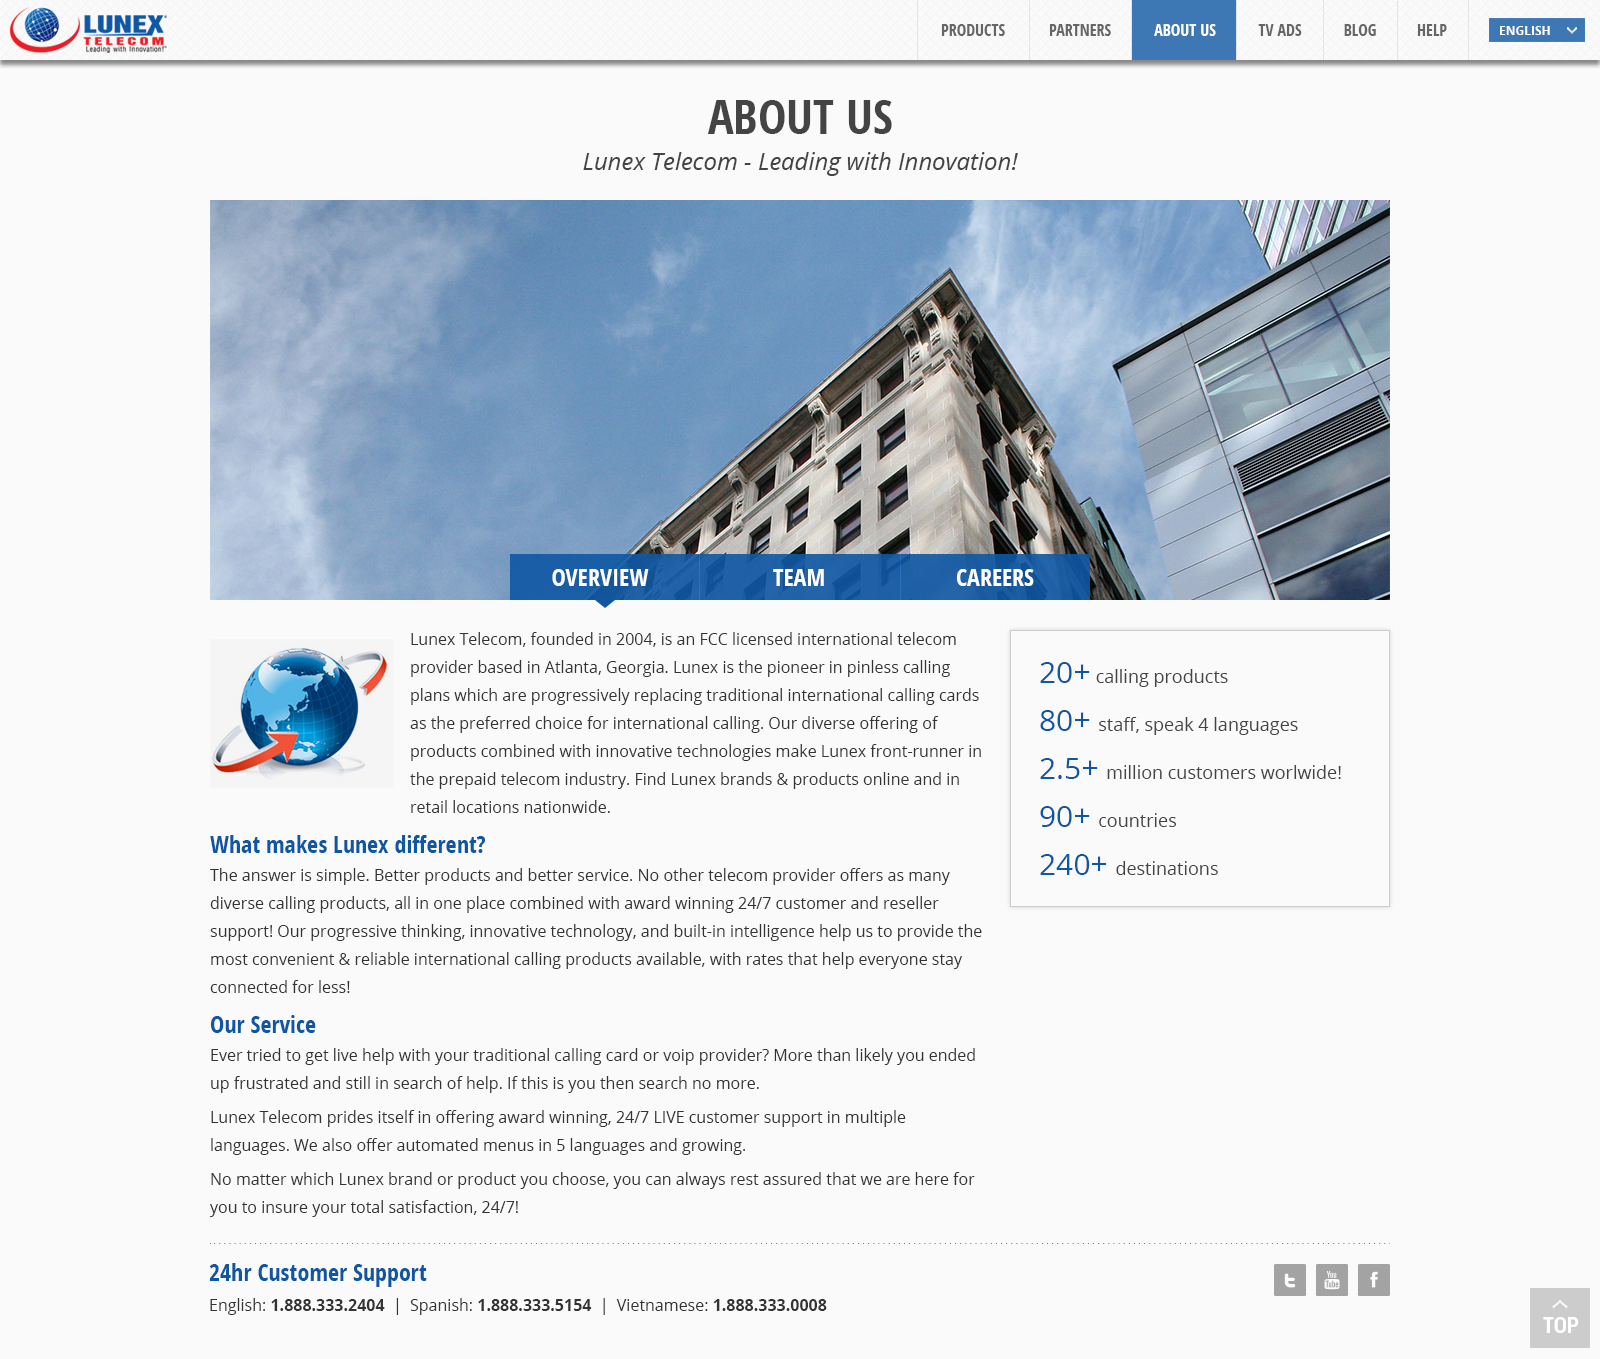 LUNEX
TELECOM
Leading with Innovation!
PRODUCTS
PARTNERS
ABOUT US
TV ADS
BLOG
HELP
ENGLISH
ABOUT US
Lunex Telecom - Leading with Innovation!
OVERVIEW
TEAM
CAREERS
Lunex Telecom, founded in 2004, is an FCC licensed international telecom
provider based in Atlanta, Georgia. Lunex is the pioneer in pinless calling
plans which are progressively replacing traditional international calling cards
as the preferred choice for international calling. Our diverse offering of
products combined with innovative technologies make Lunex front-runner in
the prepaid telecom industry. Find Lunex brands & products online and in
retail locations nationwide.
20+ calling products
80+ staff, speak 4 languages
2.5+ million customers worlwide!
90+ countries
240+ destinations
What makes Lunex different?
The answer is simple. Better products and better service. No other telecom provider offers as many
diverse calling products, all in one place combined with award winning 24/7 customer and reseller
support! Our progressive thinking, innovative technology, and built-in intelligence help us to provide the
most convenient & reliable international calling products available, with rates that help everyone stay
connected for less!
Our Service
Ever tried to get live help with your traditional calling card or voip provider? More than likely you ended
up frustrated and still in search of help. If this is you then search no more.
Lunex Telecom prides itself in offering award winning, 24/7 LIVE customer support in multiple
languages. We also offer automated menus in 5 languages and growing.
No matter which Lunex brand or product you choose, you can always rest assured that we are here for
you to insure your total satisfaction, 24/7!
24hr Customer Support
English: 1.888.333.2404 | Spanish: 1.888.333.5154 | Vietnamese: 1.888.333.0008
You
Tube
TOP